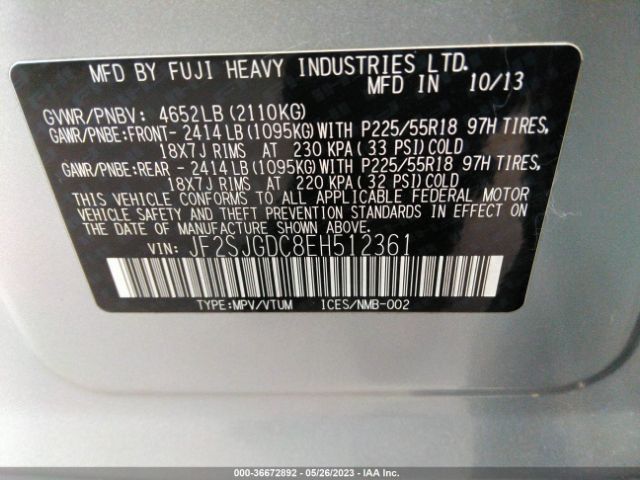 MFD BY FUJI HEAVY INDUSTRIES LTD.
MFD IN 10/13
GVWR/PNBV: 4652LB (2110KG)
GAWR/PNBE:FRONT- 2414LB(1095KG)WITH P225/55R18 97H TIRES,
18X7J RIMS AT 230 KPA (33 PSI)COLD
GAWR/PNBE:REAR - 2414LB(1095KG)WITH P225/55R18 97H TIRES,
18X7J RIMS AT 220 KPA (32 PSI)COLD
THIS VEHICLE CONFORMS TO ALL APPLICABLE FEDERAL MOTOR
VEHICLE SAFETY AND THEFT PREVENTION STANDARDS IN EFFECT ON
THE DATE OF MANUFACTURE SHOWN ABOVE.
VIN: JF2SJGDC8EH512361
TYPE:MPV/VTUM ICES/NMB-002
000-36672892 - 05/26/2023 - IAA Inc.